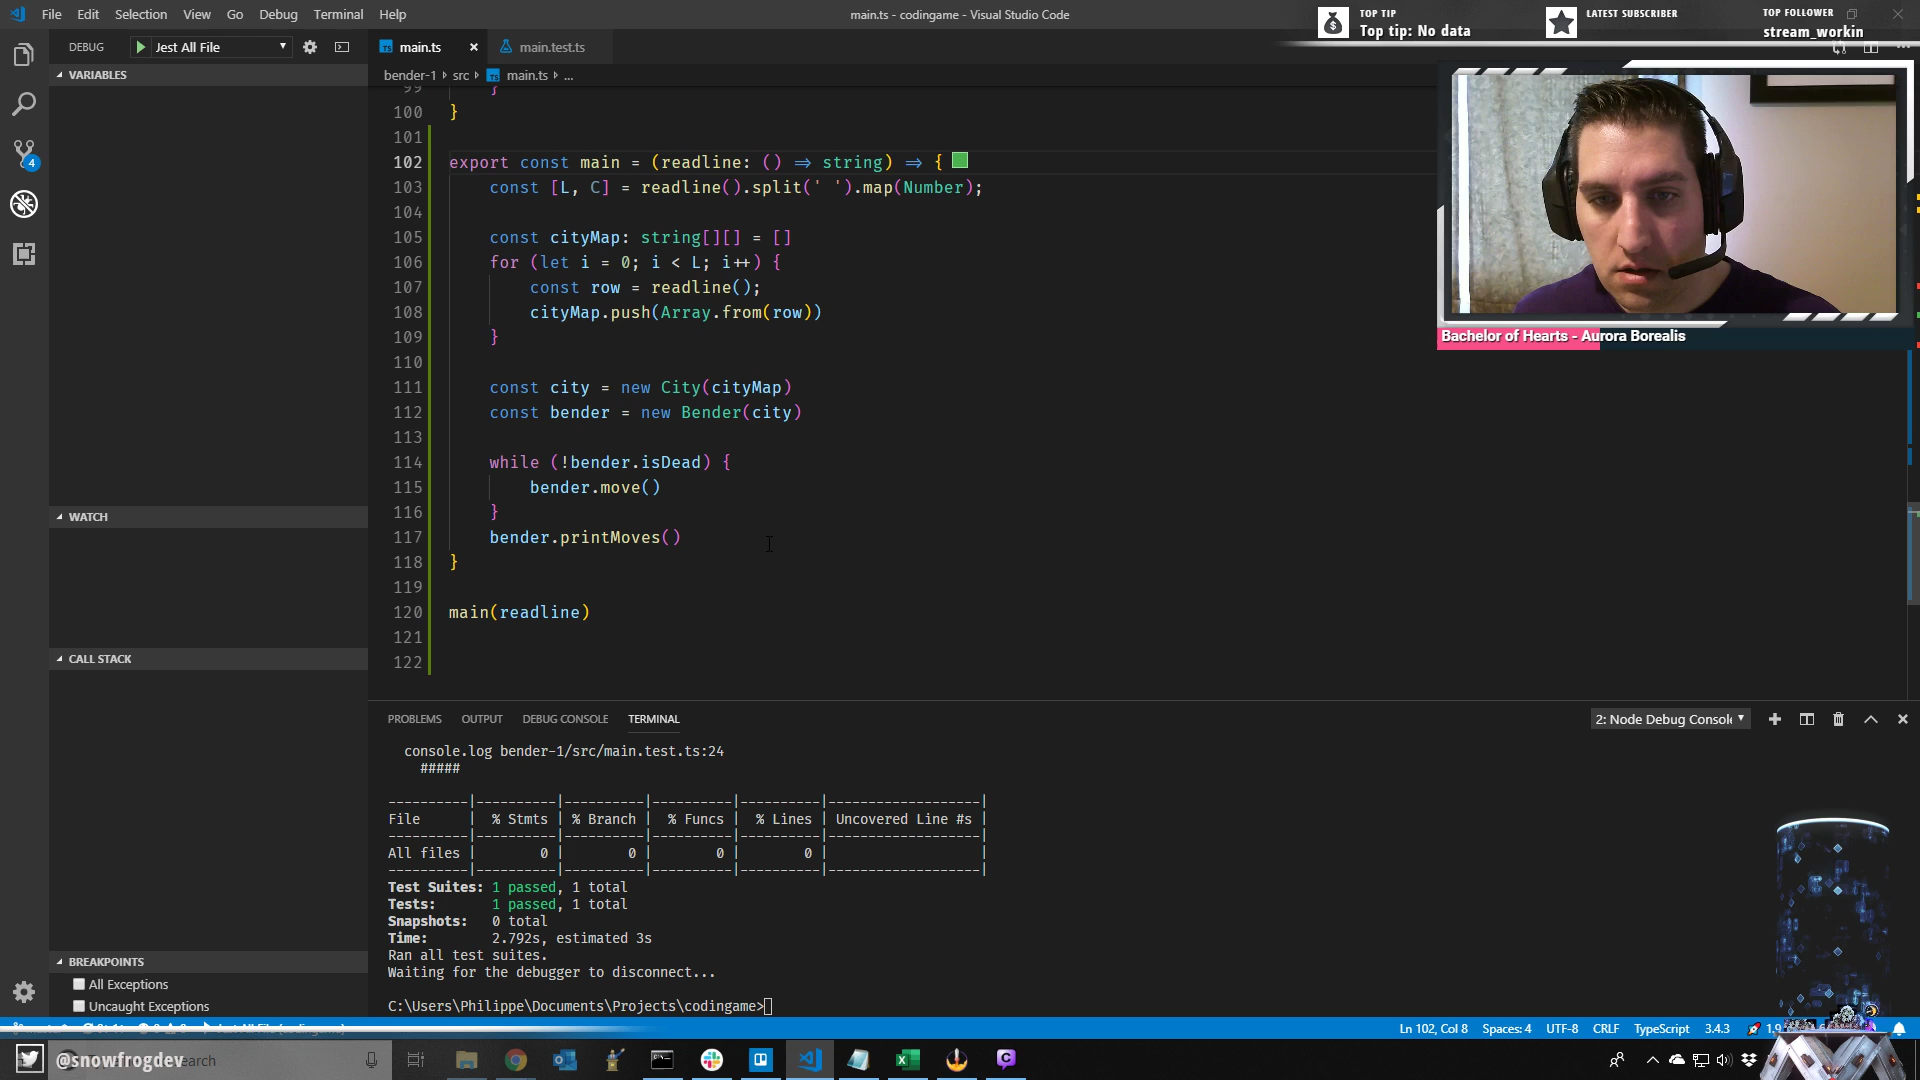 File Edit Selection View Go Debug Terminal Help
main.ts - codingame - Visual Studio Code
TOP TIP
Top tip: No data
LATEST SUBSCRIBER
TOP FOLLOWER
stream_workin
DEBUG
Jest All File
main.ts
main.test.ts
bender-1 src main.ts ...
VARIABLES
WATCH
CALL STACK
BREAKPOINTS
All Exceptions
Uncaught Exceptions
4
99 }
100 }
101
102 export const main = (readline: () ⇒ string) ⇒ {
103 const [L, C] = readline().split(' ').map(Number);
104
105 const cityMap: string[][] = []
106 for (let i = 0; i < L; i++) {
107 const row = readline();
108 cityMap.push(Array.from(row))
109 }
110
111 const city = new City(cityMap)
112 const bender = new Bender(city)
113
114 while (!bender.isDead) {
115 bender.move()
116 }
117 bender.printMoves()
118 }
119
120 main(readline)
121
122
Bachelor of Hearts - Aurora Borealis
PROBLEMS OUTPUT DEBUG CONSOLE TERMINAL
2: Node Debug Console
console.log bender-1/src/main.test.ts:24
#####
----------|----------|----------|----------|----------|-------------------|
File | % Stmts | % Branch | % Funcs | % Lines | Uncovered Line #s |
----------|----------|----------|----------|----------|-------------------|
All files | 0 | 0 | 0 | 0 | |
----------|----------|----------|----------|----------|-------------------|
Test Suites: 1 passed, 1 total
Tests: 1 passed, 1 total
Snapshots: 0 total
Time: 2.792s, estimated 3s
Ran all test suites.
Waiting for the debugger to disconnect...
C:\Users\Philippe\Documents\Projects\codingame>
Ln 102, Col 8 Spaces: 4 UTF-8 CRLF TypeScript 3.4.3
@snowfrogdev